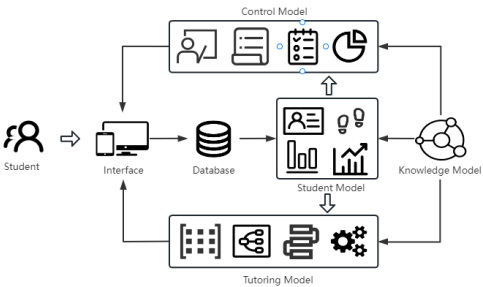 Control Model
Student
Interface
Database
Student Model
Knowledge Model
Tutoring Model